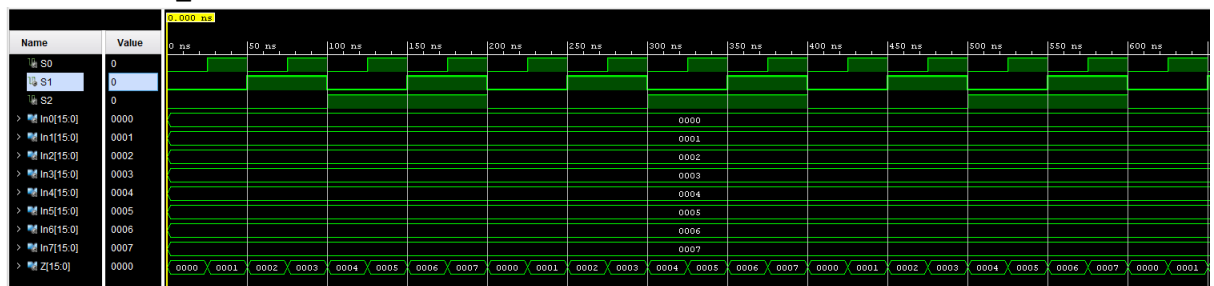 0.000 ns
Name Value 0 ns 50 ns 100 ns 150 ns 200 ns 250 ns 300 ns 350 ns 400 ns 450 ns 500 ns 550 ns 600 ns
S0 0
S1 0
S2 0
> In0[15:0] 0000 0000
> In1[15:0] 0001 0001
> In2[15:0] 0002 0002
> In3[15:0] 0003 0003
> In4[15:0] 0004 0004
> In5[15:0] 0005 0005
> In6[15:0] 0006 0006
> In7[15:0] 0007 0007
> Z[15:0] 0000 0000 0001 0002 0003 0004 0005 0006 0007 0000 0001 0002 0003 0004 0005 0006 0007 0000 0001 0002 0003 0004 0005 0006 0007 0000 0001